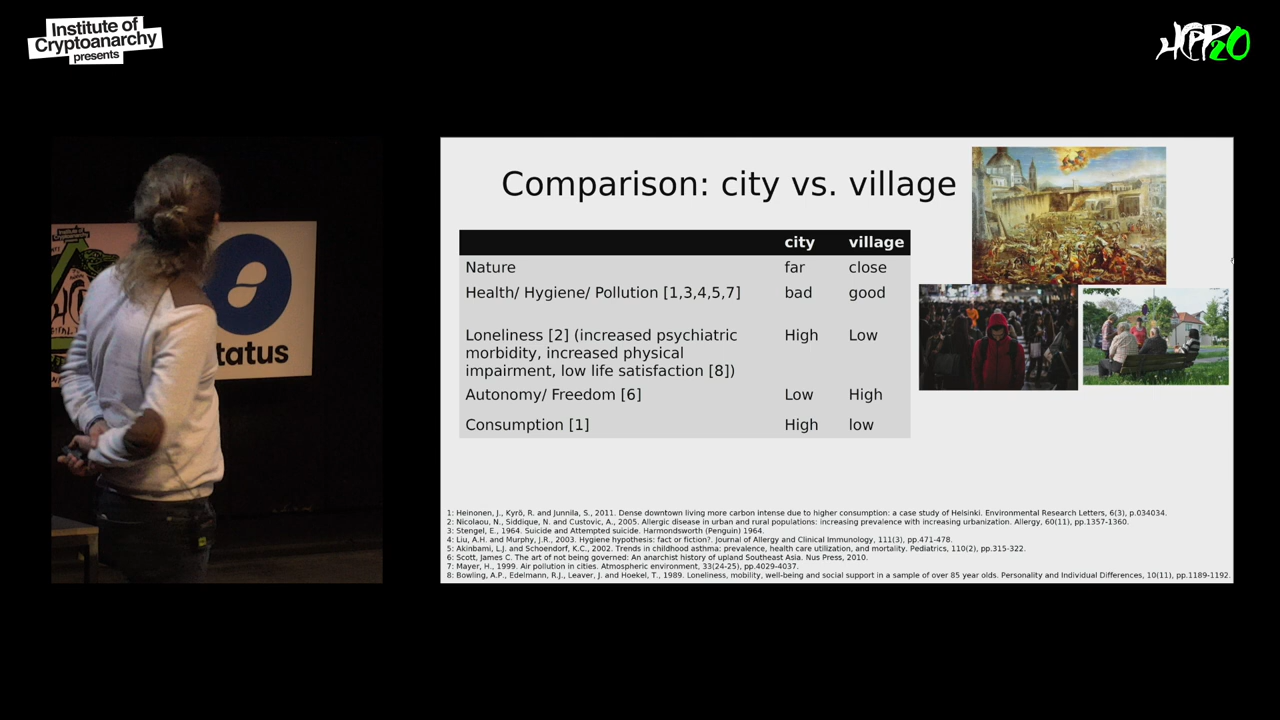 Institute of
Cryptoanarchy
presents
HCPP20
Institute of
Cryptoanarchy
tatus
Comparison: city vs. village
city village
Nature far close
Health/ Hygiene/ Pollution [1,3,4,5,7] bad good
Loneliness [2] (increased psychiatric High Low
morbidity, increased physical
impairment, low life satisfaction [8])
Autonomy/ Freedom [6] Low High
Consumption [1] High low
1: Heinonen, J., Kyrö, R. and Junnila, S., 2011. Dense downtown living more carbon intense due to higher consumption: a case study of Helsinki. Environmental Research Letters, 6(3), p.034034.
2: Nicolaou, N., Siddique, N. and Custovic, A., 2005. Allergic disease in urban and rural populations: increasing prevalence with increasing urbanization. Allergy, 60(11), pp.1357-1360.
3: Stengel, E., 1964. Suicide and Attempted suicide. Harmondsworth (Penguin) 1964.
4: Liu, A.H. and Murphy, J.R., 2003. Hygiene hypothesis: fact or fiction?. Journal of Allergy and Clinical Immunology, 111(3), pp.471-478.
5: Akinbami, L.J. and Schoendorf, K.C., 2002. Trends in childhood asthma: prevalence, health care utilization, and mortality. Pediatrics, 110(2), pp.315-322.
6: Scott, James C. The art of not being governed: An anarchist history of upland Southeast Asia. Nus Press, 2010.
7: Mayer, H., 1999. Air pollution in cities. Atmospheric environment, 33(24-25), pp.4029-4037.
8: Bowling, A.P., Edelmann, R.J., Leaver, J. and Hoekel, T., 1989. Loneliness, mobility, well-being and social support in a sample of over 85 year olds. Personality and Individual Differences, 10(11), pp.1189-1192.